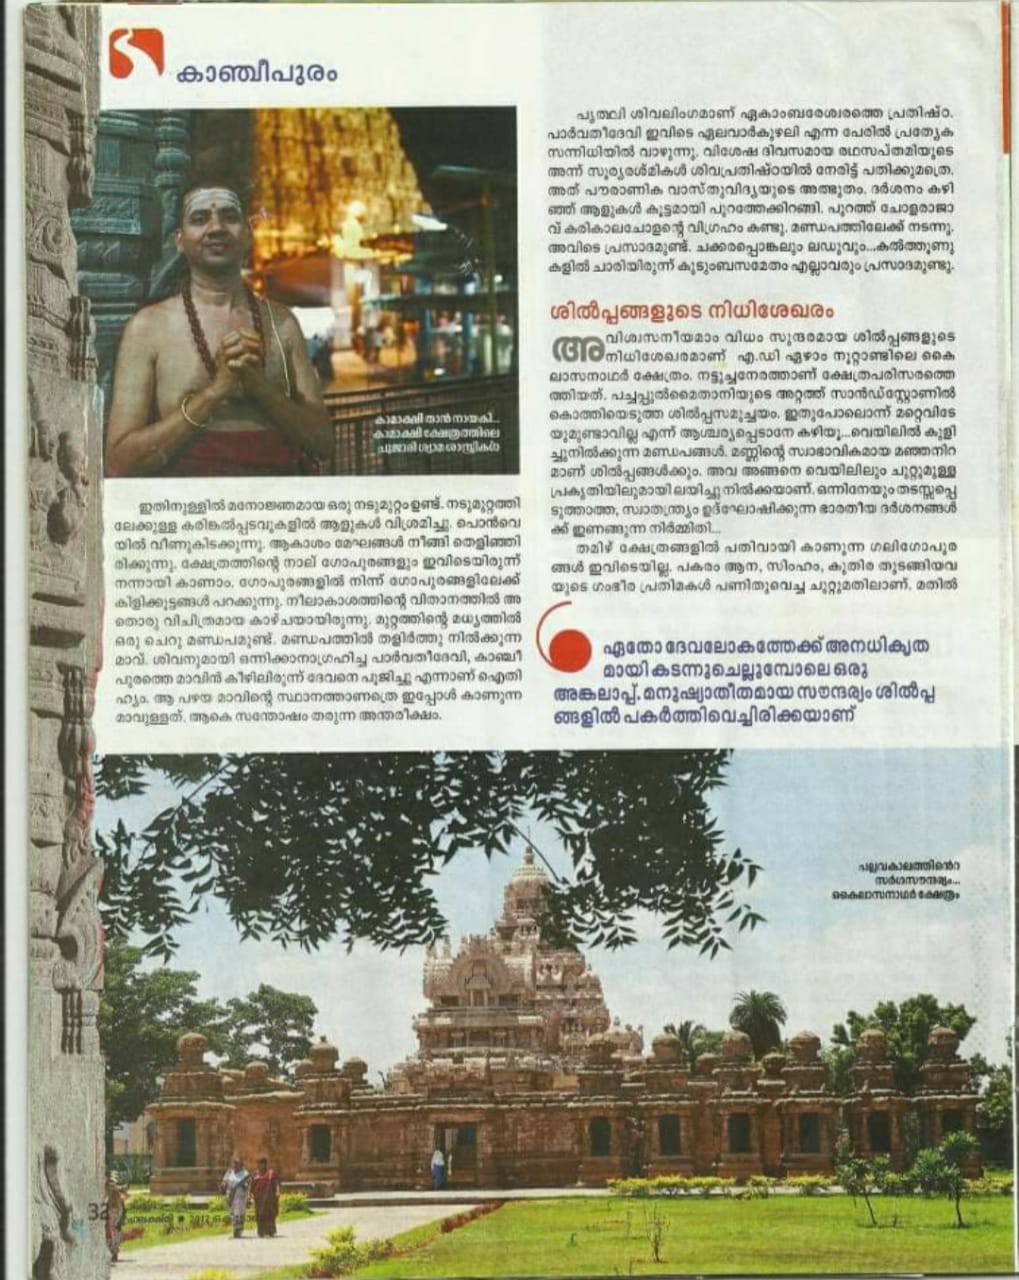 കാഞ്ചീപുരം
കാമാക്ഷി താൻ നായകി...
കാമാക്ഷി ക്ഷേത്രത്തിലെ
പൂജാരി ശ്യാമശാസ്ത്രികൾ
ഇതിനുള്ളിൽ മനോജ്ഞമായ ഒരു നടുമുറ്റം ഉണ്ട്. നടുമുറ്റത്തി
ലേക്കുള്ള കരിങ്കൽപ്പടവുകളിൽ ആളുകൾ വിശ്രമിച്ചു. പൊൻവെ
യിൽ വീണുകിടക്കുന്നു. ആകാശം മേഘങ്ങൾ നീങ്ങി തെളിഞ്ഞി
രിക്കുന്നു. ക്ഷേത്രത്തിന്റെ നാല് ഗോപുരങ്ങളും ഇവിടെയിരുന്ന്
നന്നായി കാണാം. ഗോപുരങ്ങളിൽ നിന്ന് ഗോപുരങ്ങളിലേക്ക്
കിളിക്കൂട്ടങ്ങൾ പറക്കുന്നു. നീലാകാശത്തിന്റെ വിതാനത്തിൽ അ
തൊരു വിചിത്രമായ കാഴ്ചയായിരുന്നു. മുറ്റത്തിന്റെ മധ്യത്തിൽ
ഒരു ചെറു മണ്ഡപമുണ്ട്. മണ്ഡപത്തിൽ തളിർത്തു നിൽക്കുന്ന
മാവ്. ശിവനുമായി ഒന്നിക്കാനാഗ്രഹിച്ച പാർവതീദേവി, കാഞ്ചീ
പുരത്തെ മാവിൻ കീഴിലിരുന്ന് ദേവനെ പൂജിച്ചു എന്നാണ് ഐതി
ഹ്യം. ആ പഴയ മാവിന്റെ സ്ഥാനത്താണത്രെ ഇപ്പോൾ കാണുന്ന
മാവുള്ളത്. ആകെ സന്തോഷം തരുന്ന അന്തരീക്ഷം.
പൃത്ഥ്വി ശിവലിംഗമാണ് ഏകാംബരേശ്വരത്തെ പ്രതിഷ്ഠ.
പാർവതീദേവി ഇവിടെ ഏലവാർകുഴലി എന്ന പേരിൽ പ്രത്യേക
സന്നിധിയിൽ വാഴുന്നു. വിശേഷ ദിവസമായ രഥസപ്തമിയുടെ
അന്ന് സൂര്യരശ്മികൾ ശിവപ്രതിഷ്ഠയിൽ നേരിട്ട് പതിക്കുമത്രെ.
അത് പൗരാണിക വാസ്തുവിദ്യയുടെ അത്ഭുതം. ദർശനം കഴി
ഞ്ഞ് ആളുകൾ കൂട്ടമായി പുറത്തേക്കിറങ്ങി. പുറത്ത് ചോളരാജാ
വ് കരികാലചോളന്റെ വിഗ്രഹം കണ്ടു. മണ്ഡപത്തിലേക്ക് നടന്നു.
അവിടെ പ്രസാദമുണ്ട്. ചക്കരപ്പൊങ്കലും ലഡുവും...കൽത്തൂണു
കളിൽ ചാരിയിരുന്ന് കുടുംബസമേതം എല്ലാവരും പ്രസാദമുണ്ടു.
ശിൽപ്പങ്ങളുടെ നിധിശേഖരം
അവിശ്വസനീയമാം വിധം സുന്ദരമായ ശിൽപ്പങ്ങളുടെ
നിധിശേഖരമാണ് എ.ഡി ഏഴാം നൂറ്റാണ്ടിലെ കൈ
ലാസനാഥർ ക്ഷേത്രം. നട്ടുച്ചനേരത്താണ് ക്ഷേത്രപരിസരത്തെ
ത്തിയത്. പച്ചപ്പുൽമൈതാനിയുടെ അറ്റത്ത് സാൻഡ്സ്റ്റോണിൽ
കൊത്തിയെടുത്ത ശിൽപ്പസമുച്ചയം. ഇതുപോലൊന്ന് മറ്റെവിടേ
യുമുണ്ടാവില്ല എന്ന് ആശ്ചര്യപ്പെടാനേ കഴിയൂ...വെയിലിൽ കുളി
ച്ചുനിൽക്കുന്ന മണ്ഡപങ്ങൾ. മണ്ണിന്റെ സ്വാഭാവികമായ മഞ്ഞനിറ
മാണ് ശിൽപ്പങ്ങൾക്കും. അവ അങ്ങനെ വെയിലിലും ചുറ്റുമുള്ള
പ്രകൃതിയിലുമായി ലയിച്ചു നിൽക്കയാണ്. ഒന്നിനേയും തടസ്സപ്പെ
ടുത്താത്ത, സ്വാതന്ത്ര്യം ഉദ്ഘോഷിക്കുന്ന ഭാരതീയ ദർശനങ്ങൾ
ക്ക് ഇണങ്ങുന്ന നിർമ്മിതി...
തമിഴ് ക്ഷേത്രങ്ങളിൽ പതിവായി കാണുന്ന ഗലിഗോപുര
ങ്ങൾ ഇവിടെയില്ല. പകരം ആന, സിംഹം, കുതിര തുടങ്ങിയവ
യുടെ ഗംഭീര പ്രതിമകൾ പണിതുവെച്ച ചുറ്റുമതിലാണ്. മതിൽ
ഏതോ ദേവലോകത്തേക്ക് അനധികൃത
മായി കടന്നുചെല്ലുമ്പോലെ ഒരു
അങ്കലാപ്പ്. മനുഷ്യാതീതമായ സൗന്ദര്യം ശിൽപ്പ
ങ്ങളിൽ പകർത്തിവെച്ചിരിക്കയാണ്
പല്ലവകാലത്തിന്റെ
സർഗസൗന്ദര്യം...
കൈലാസനാഥർ ക്ഷേത്രം
32
2012